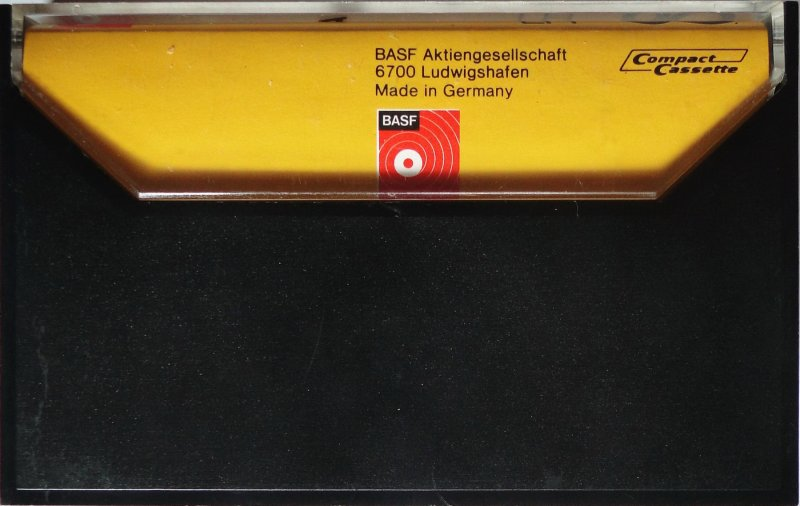 BASF Aktiengesellschaft
6700 Ludwigshafen
Made in Germany
Compact
Cassette
BASF